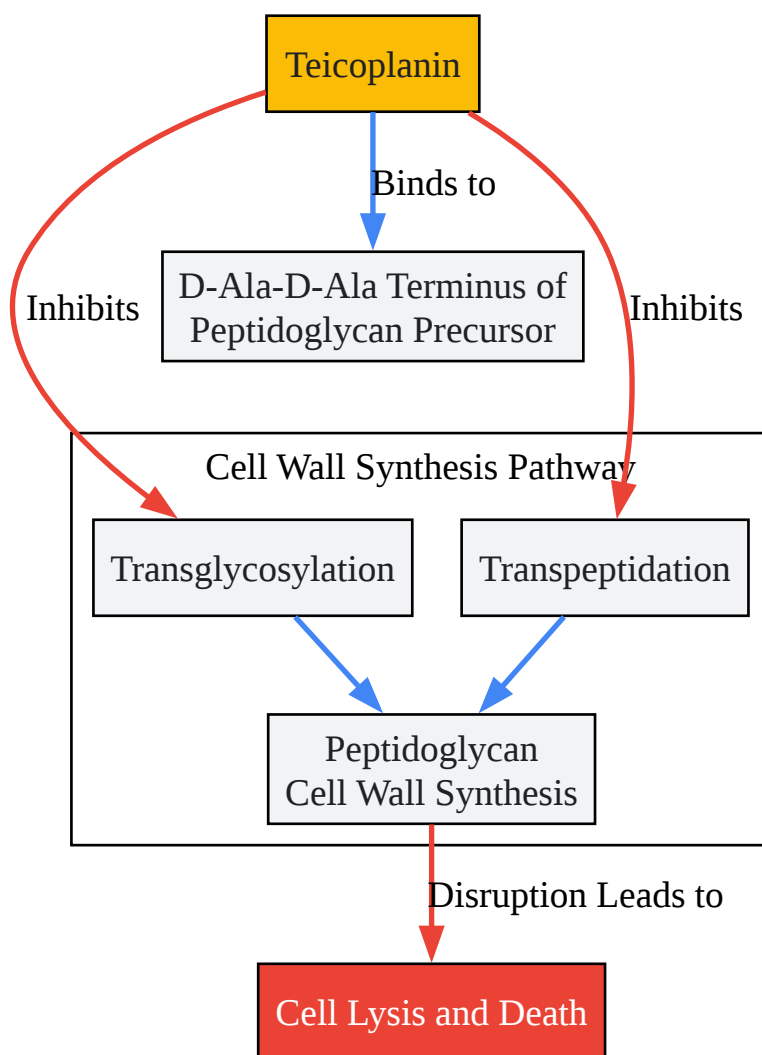 Teicoplanin
Binds to
D-Ala-D-Ala Terminus of
Peptidoglycan Precursor
Inhibits
Inhibits
Cell Wall Synthesis Pathway
Transglycosylation
Transpeptidation
Peptidoglycan
Cell Wall Synthesis
Disruption Leads to
Cell Lysis and Death